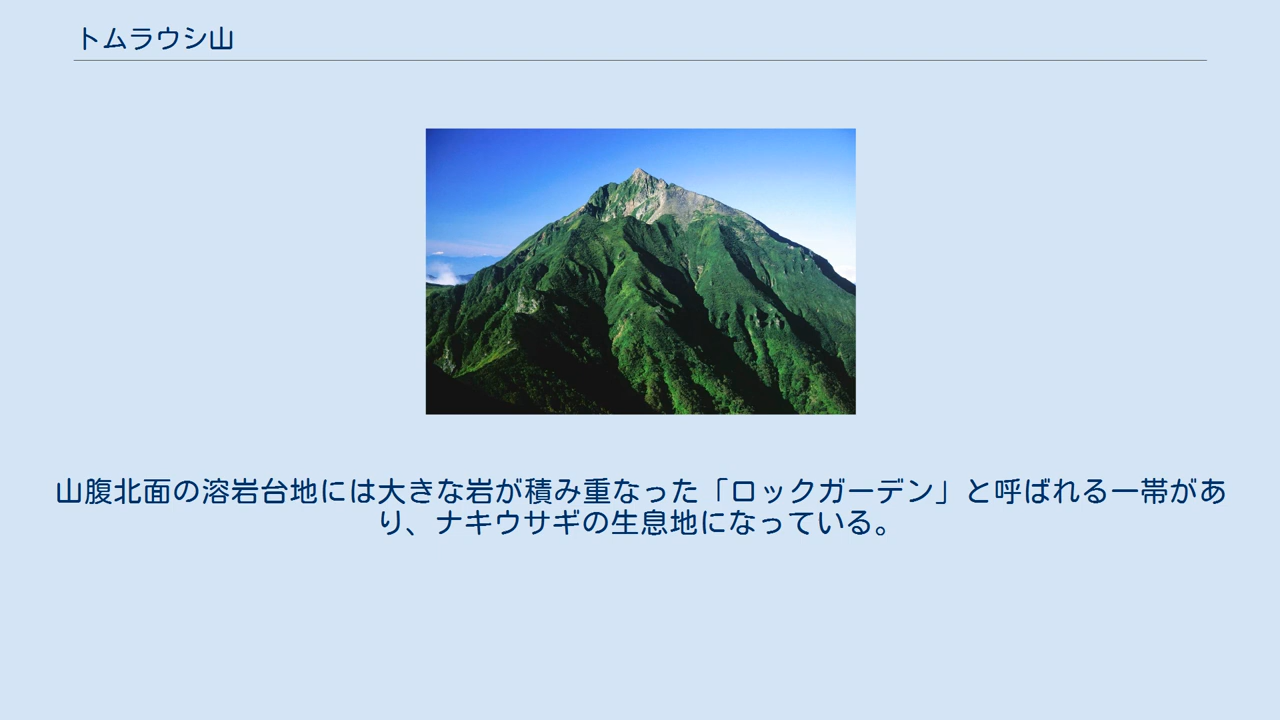 トムラウシ山
山腹北面の溶岩台地には大きな岩が積み重なった「ロックガーデン」と呼ばれる一帯があ
り、ナキウサギの生息地になっている。